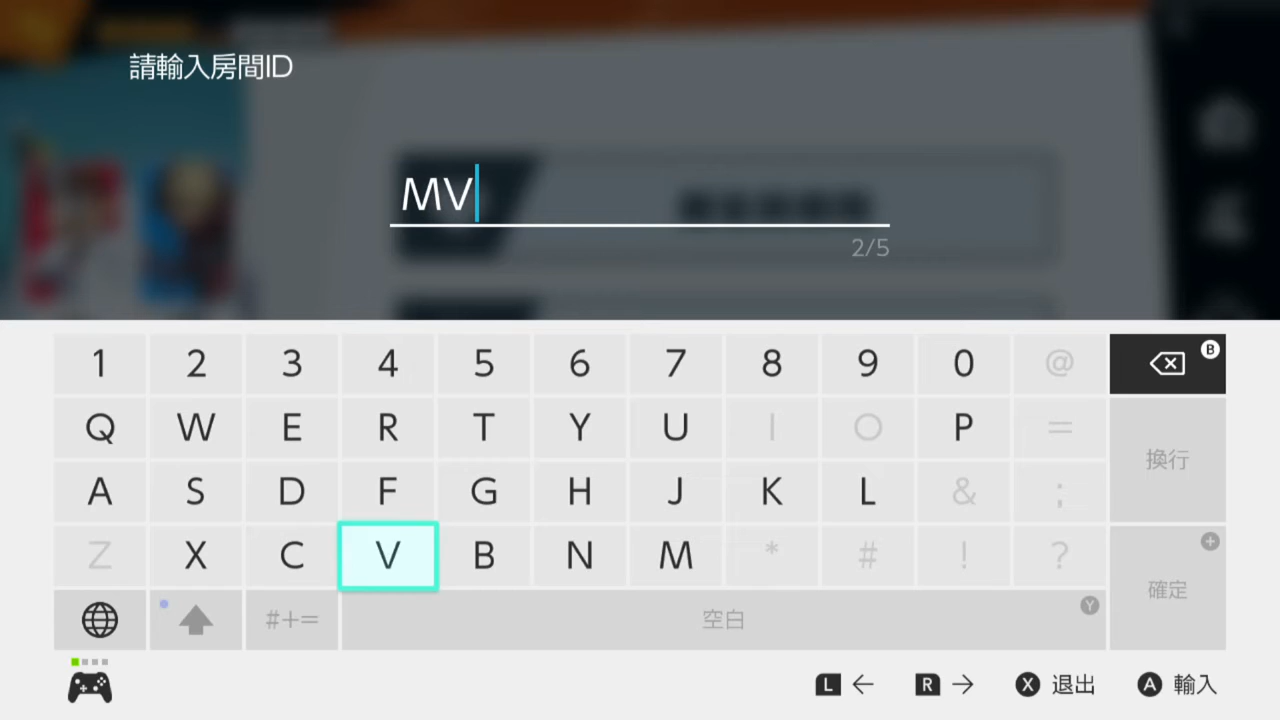 請輸入房間ID
MV
2/5
1 2 3 4 5 6 7 8 9 0 @ B
Q W E R T Y U I O P = 換行
A S D F G H J K L & ;
Z X C V B N M * # ! ? + 確定
#+= 空白 Y
L ← R → X 退出 A 輸入